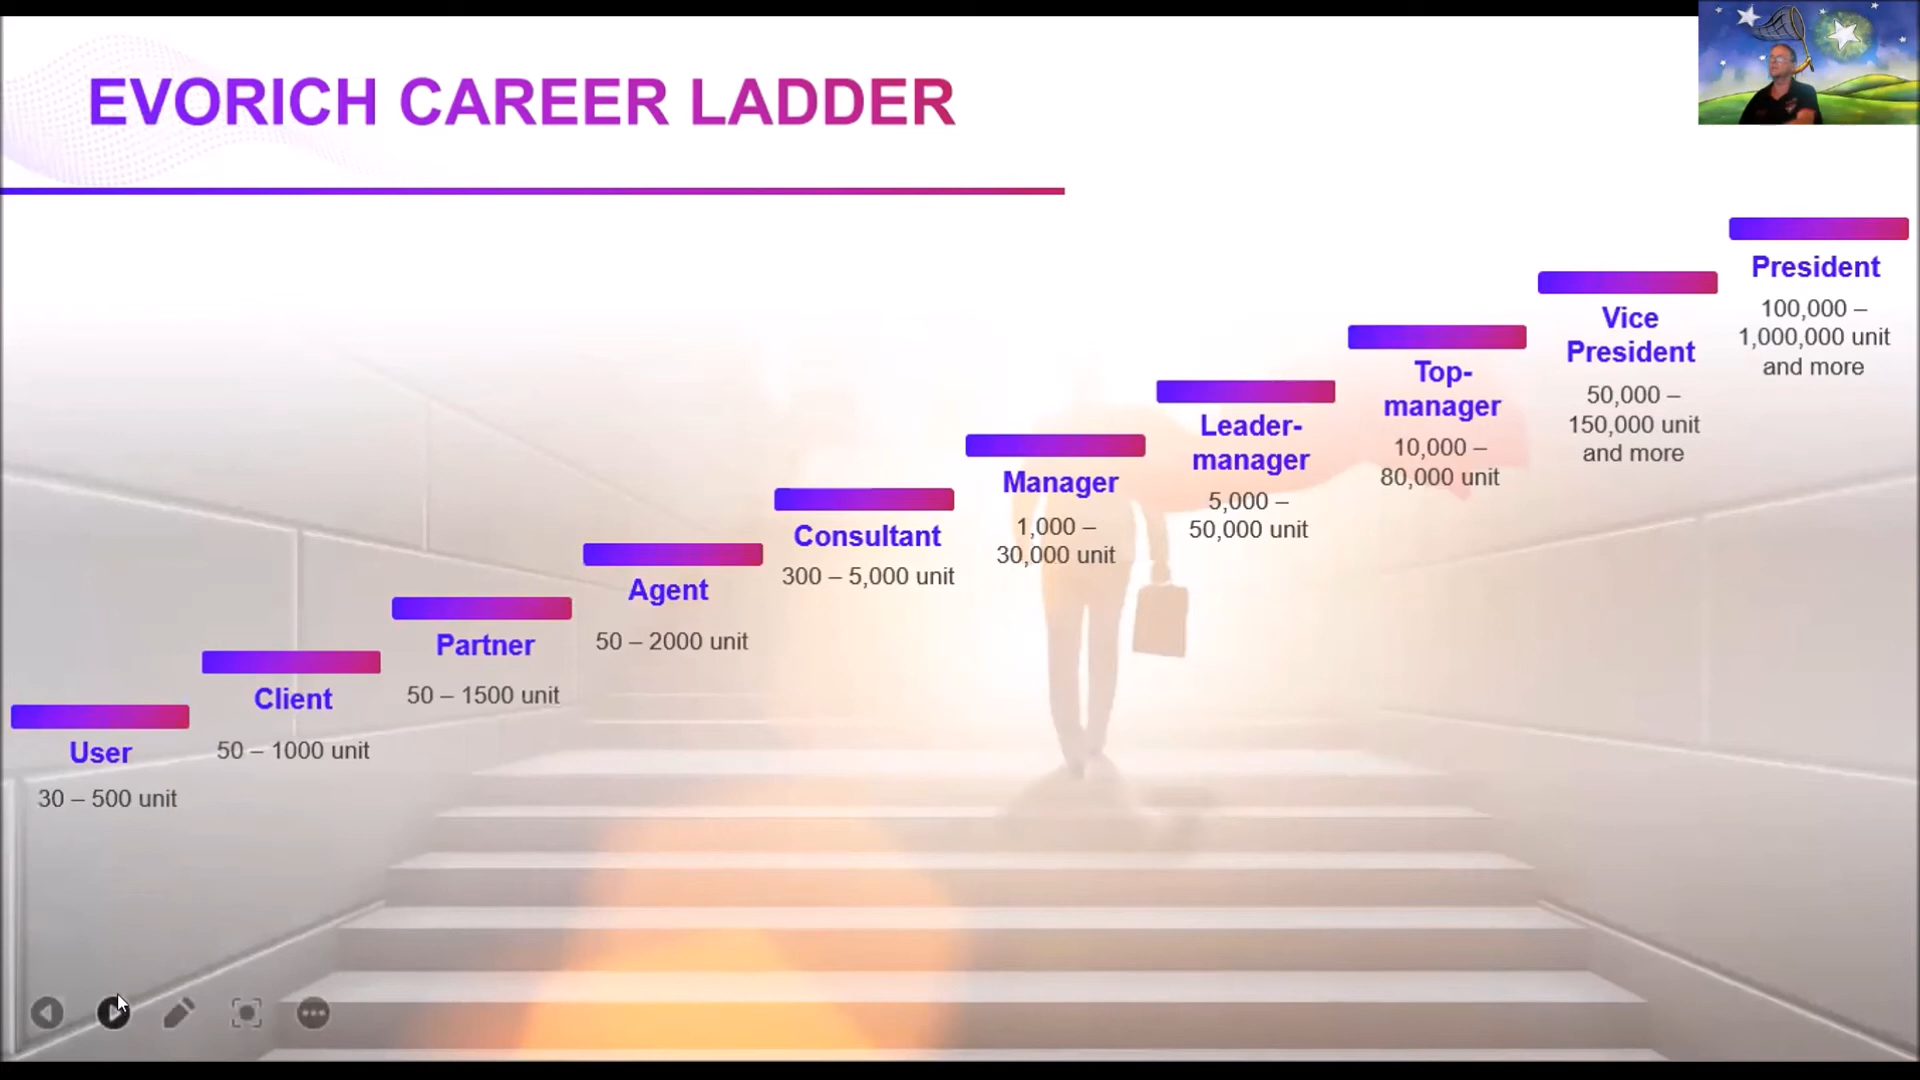 EVORICH CAREER LADDER
User
30 – 500 unit
Client
50 – 1000 unit
Partner
50 – 1500 unit
Agent
50 – 2000 unit
Consultant
300 – 5,000 unit
Manager
1,000 –
30,000 unit
Leader-
manager
5,000 –
50,000 unit
Top-
manager
10,000 –
80,000 unit
Vice
President
50,000 –
150,000 unit
and more
President
100,000 –
1,000,000 unit
and more